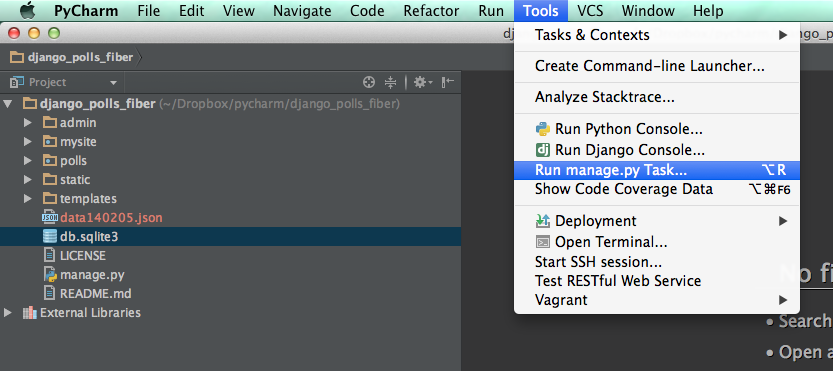 PyCharm File Edit View Navigate Code Refactor Run Tools VCS Window Help
django_polls_fiber
Project
django_polls_fiber (~/Dropbox/pycharm/django_polls_fiber)
admin
mysite
polls
static
templates
data140205.json
db.sqlite3
LICENSE
manage.py
README.md
External Libraries
Tasks & Contexts
Create Command-line Launcher...
Analyze Stacktrace...
Run Python Console...
Run Django Console...
Run manage.py Task... ⌥R
Show Code Coverage Data ⌥⌘F6
Deployment
Open Terminal...
Start SSH session...
Test RESTful Web Service
Vagrant
No fi
• Search
• Open a